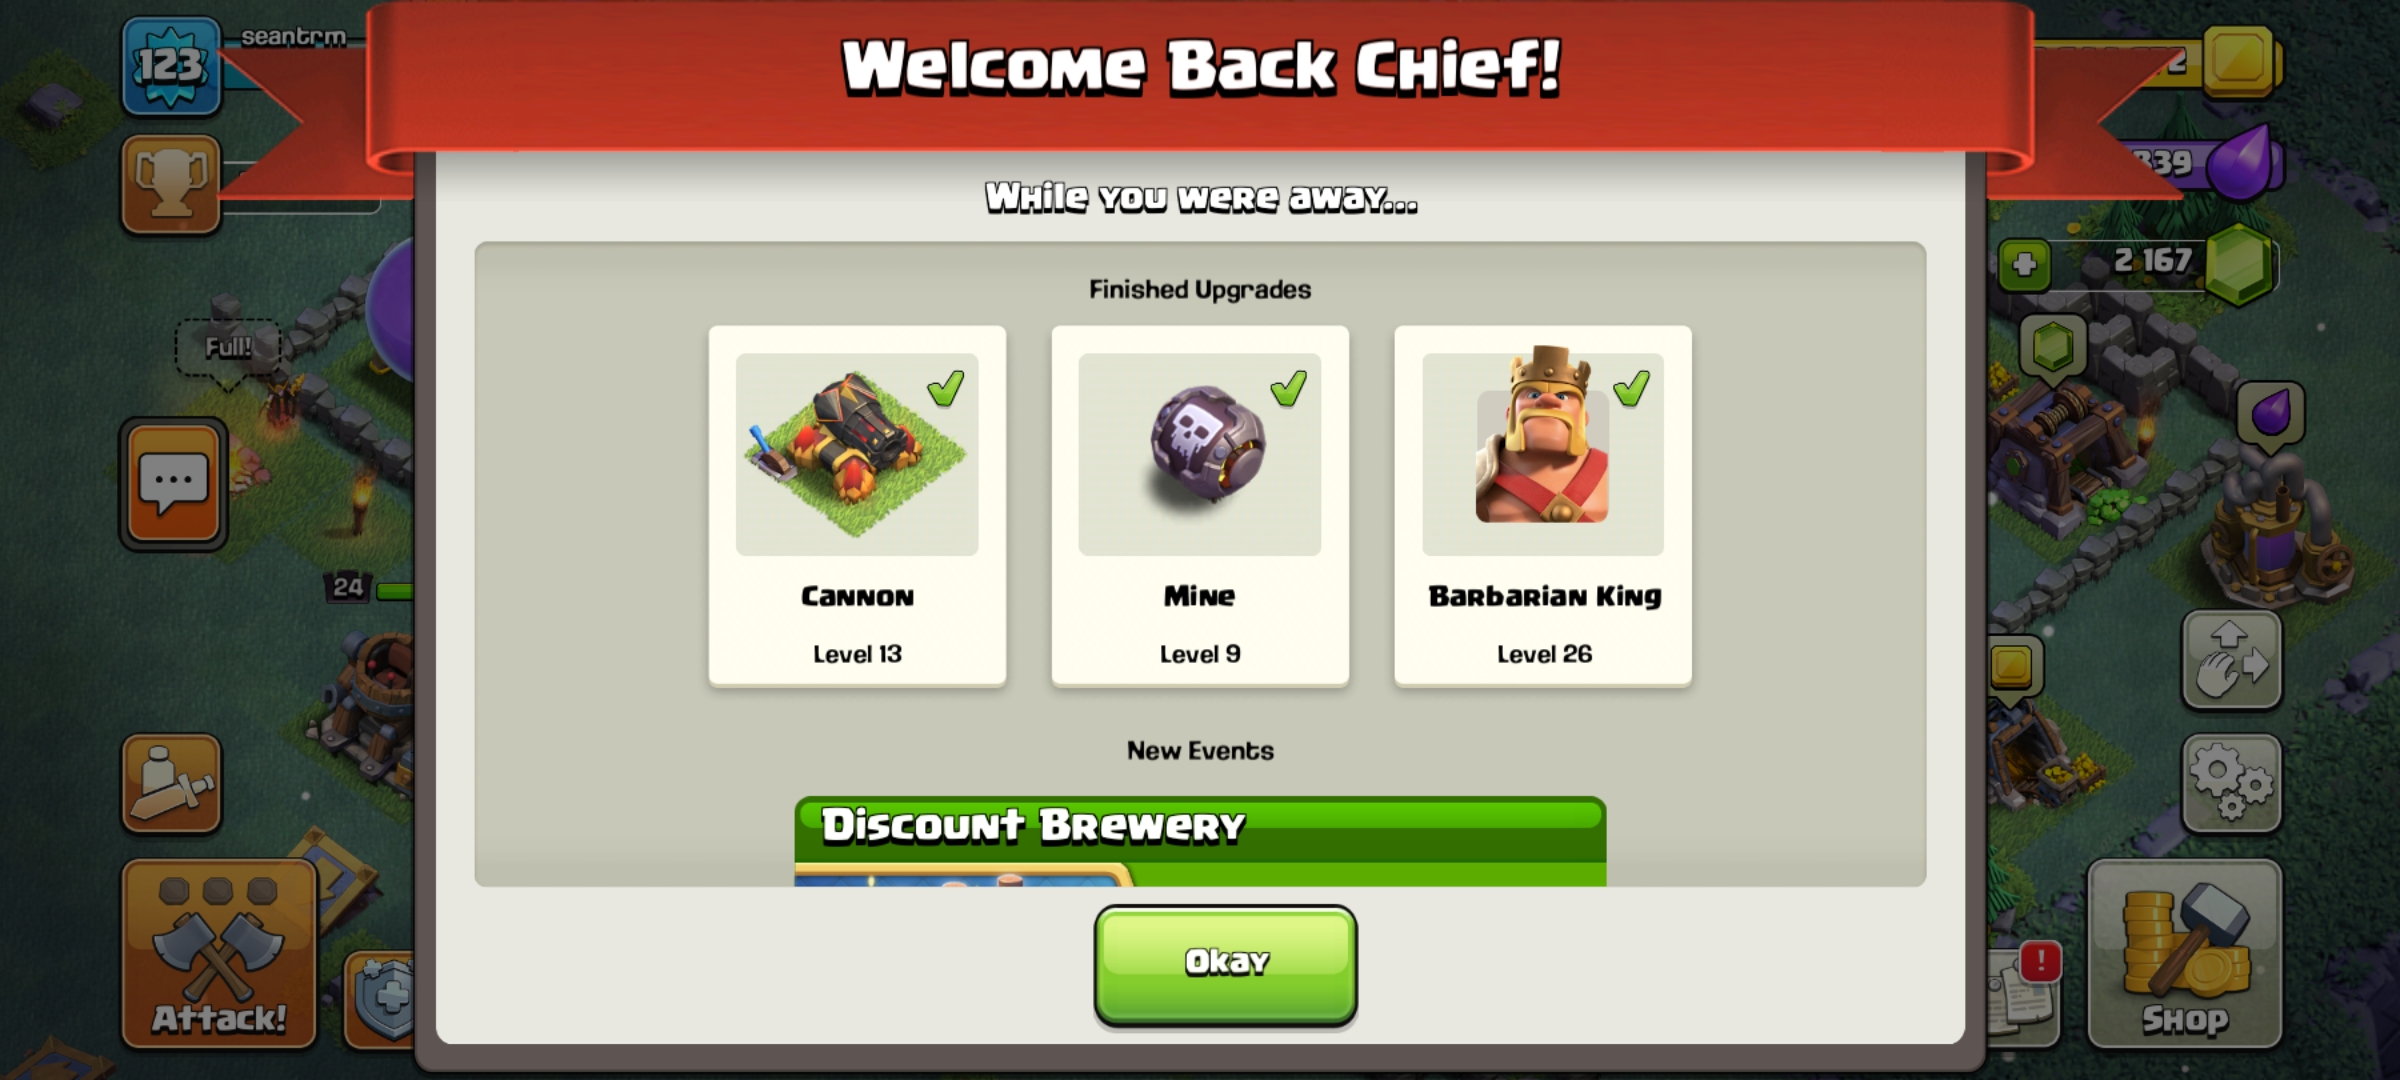 Welcome Back Chief!
123
seantrm
While you were away...
839
2 167
Finished Upgrades
Full!
Cannon
Level 13
Mine
Level 9
Barbarian King
Level 26
24
New Events
Discount Brewery
Okay
Attack!
!
Shop